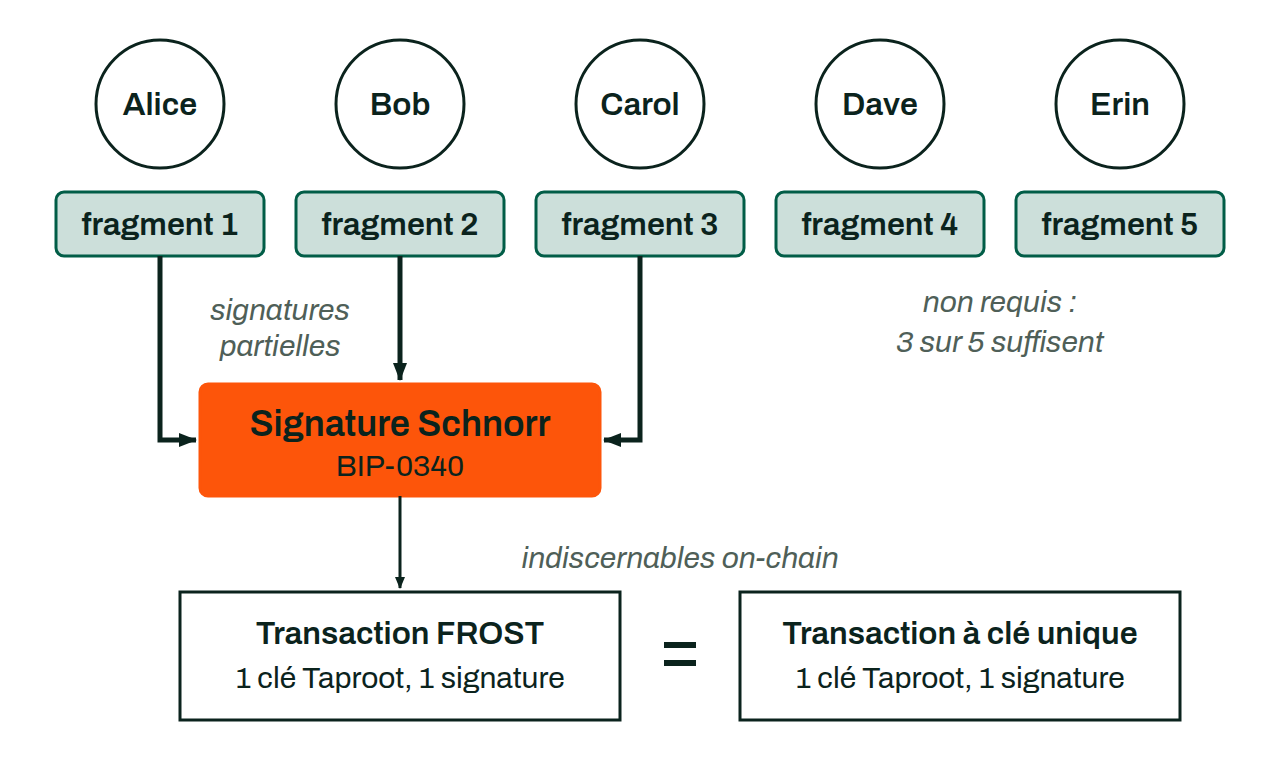 Alice
Bob
Carol
Dave
Erin
fragment 1
fragment 2
fragment 3
fragment 4
fragment 5
signatures
partielles
non requis :
3 sur 5 suffisent
Signature Schnorr
BIP-0340
indiscernables on-chain
Transaction FROST
1 clé Taproot, 1 signature
=
Transaction à clé unique
1 clé Taproot, 1 signature